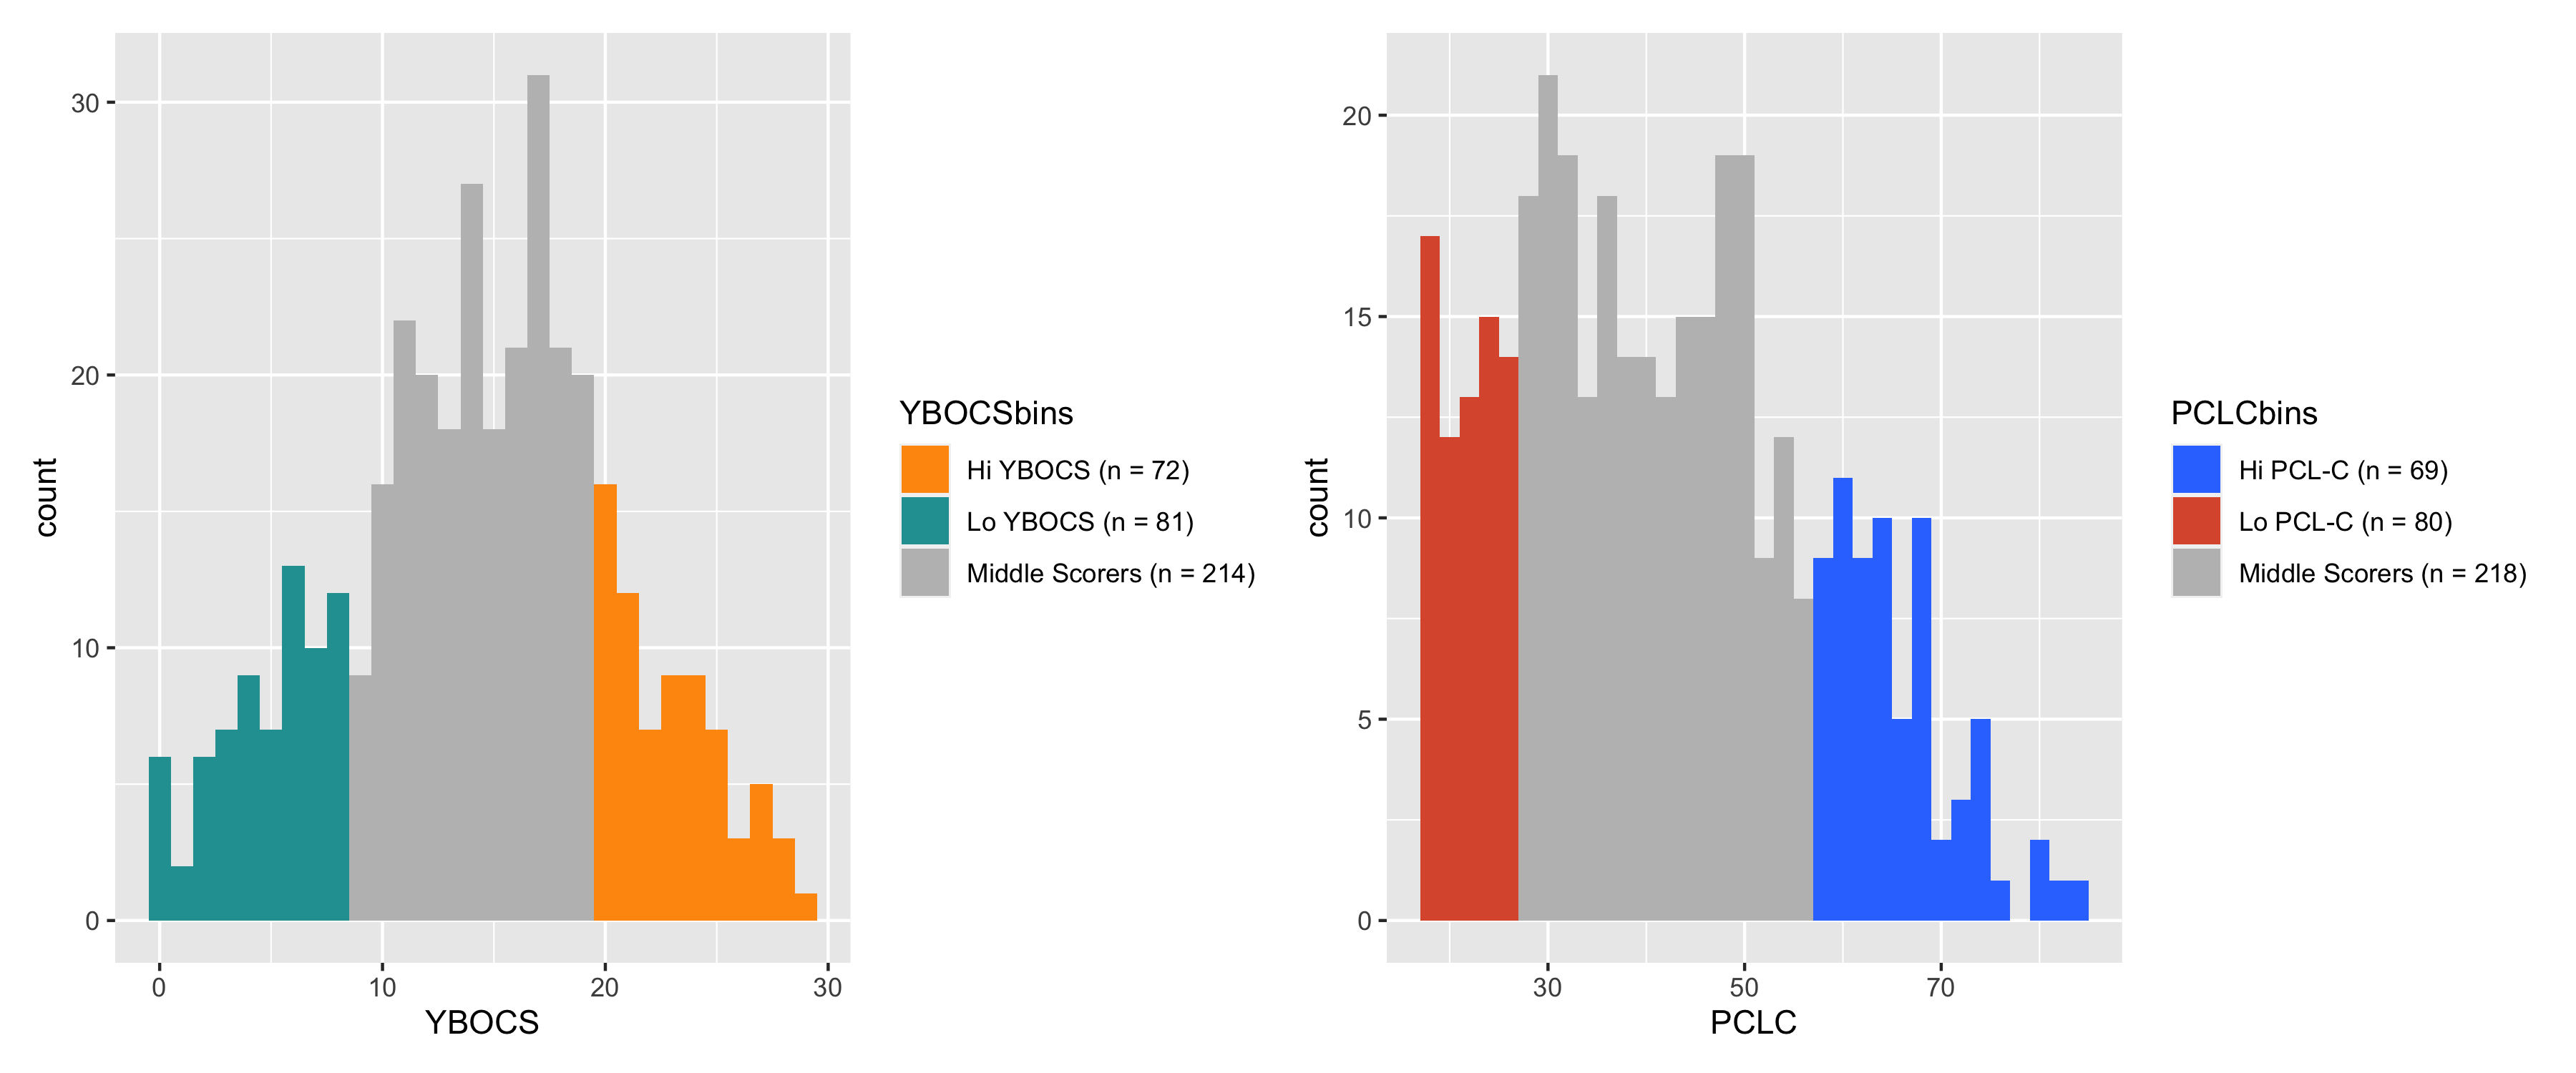 30
20
10
0
count
0 10 20 30
YBOCS
YBOCSbins
Hi YBOCS (n = 72)
Lo YBOCS (n = 81)
Middle Scorers (n = 214)
20
15
10
5
0
count
30 50 70
PCLC
PCLCbins
Hi PCL-C (n = 69)
Lo PCL-C (n = 80)
Middle Scorers (n = 218)